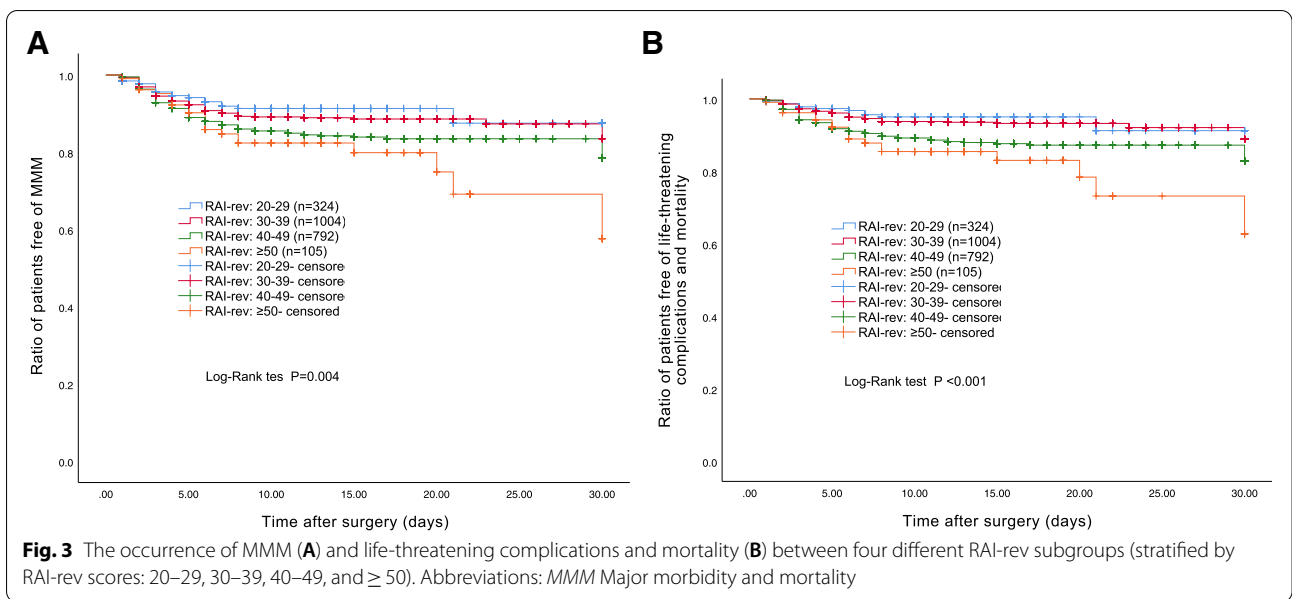 A
Ratio of patients free of MMM
1.0
0.8
0.6
0.4
0.2
0.0
RAI-rev: 20-29 (n=324)
RAI-rev: 30-39 (n=1004)
RAI-rev: 40-49 (n=792)
RAI-rev: ≥50 (n=105)
RAI-rev: 20-29- censore
RAI-rev: 30-39- censore
RAI-rev: 40-49- censore
RAI-rev: ≥50- censored
Log-Rank tes P=0.004
.00 5.00 10.00 15.00 20.00 25.00 30.00
Time after surgery (days)
B
Ratio of patients free of life-threatening
complications and mortality
1.0
0.8
0.6
0.4
0.2
0.0
RAI-rev: 20-29 (n=324)
RAI-rev: 30-39 (n=1004)
RAI-rev: 40-49 (n=792)
RAI-rev: ≥50 (n=105)
RAI-rev: 20-29- censored
RAI-rev: 30-39- censored
RAI-rev: 40-49- censored
RAI-rev: ≥50- censored
Log-Rank test P <0.001
.00 5.00 10.00 15.00 20.00 25.00 30.00
Time after surgery (days)
Fig. 3 The occurrence of MMM (A) and life-threatening complications and mortality (B) between four different RAI-rev subgroups (stratified by
RAI-rev scores: 20–29, 30–39, 40–49, and ≥ 50). Abbreviations: MMM Major morbidity and mortality